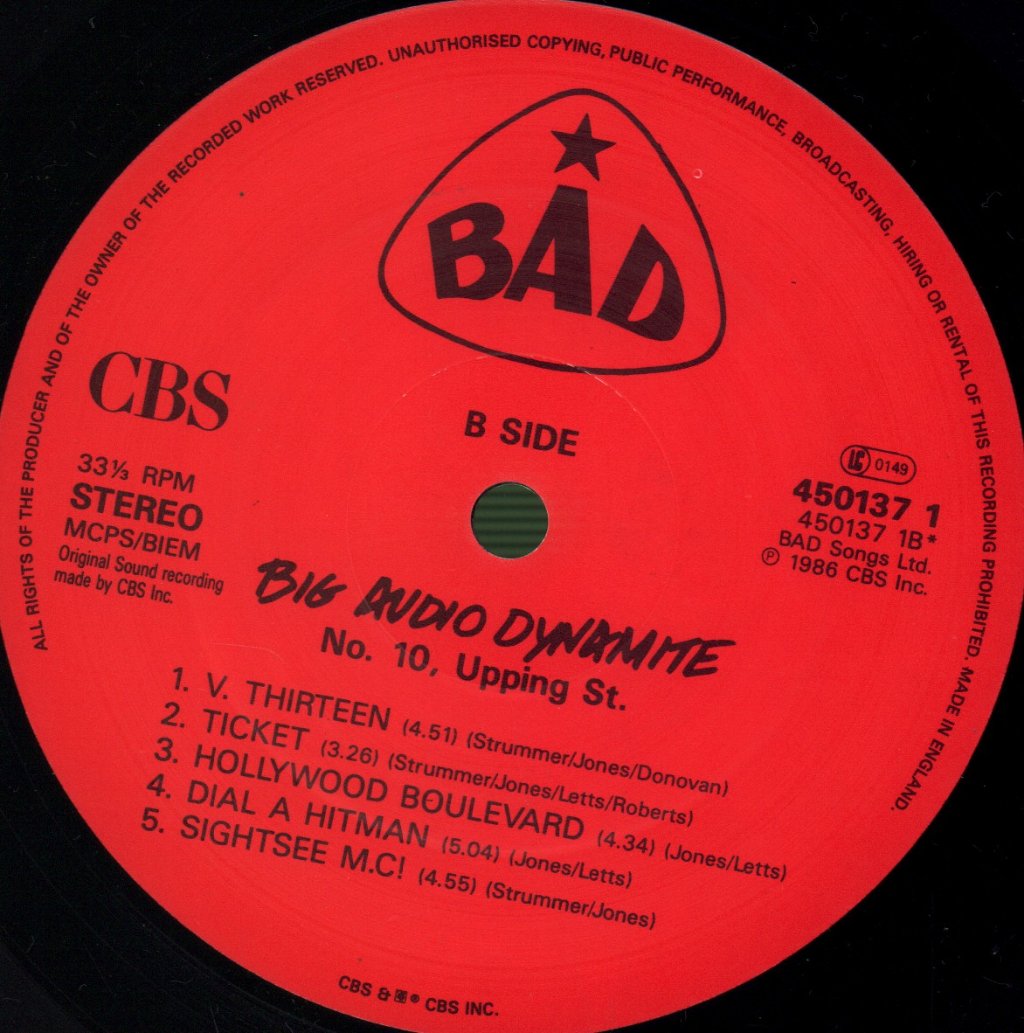 ALL RIGHTS OF THE PRODUCER AND OF THE OWNER OF THE RECORDED WORK RESERVED. UNAUTHORISED COPYING, PUBLIC PERFORMANCE, BROADCASTING, HIRING OR RENTAL OF THIS RECORDING PROHIBITED. MADE IN ENGLAND.
BAD
CBS
B SIDE
33⅓ RPM
STEREO
MCPS/BIEM
Original Sound recording
made by CBS Inc.
LC 0149
450137 1
450137 1B*
BAD Songs Ltd.
℗ 1986 CBS Inc.
BIG AUDIO DYNAMITE
No. 10, Upping St.
1. V. THIRTEEN (4.51) (Strummer/Jones/Donovan)
2. TICKET (3.26) (Strummer/Jones/Letts/Roberts)
3. HOLLYWOOD BOULEVARD (4.34) (Jones/Letts)
4. DIAL A HITMAN (5.04) (Jones/Letts)
5. SIGHTSEE M.C! (4.55) (Strummer/Jones)
CBS & ® CBS INC.